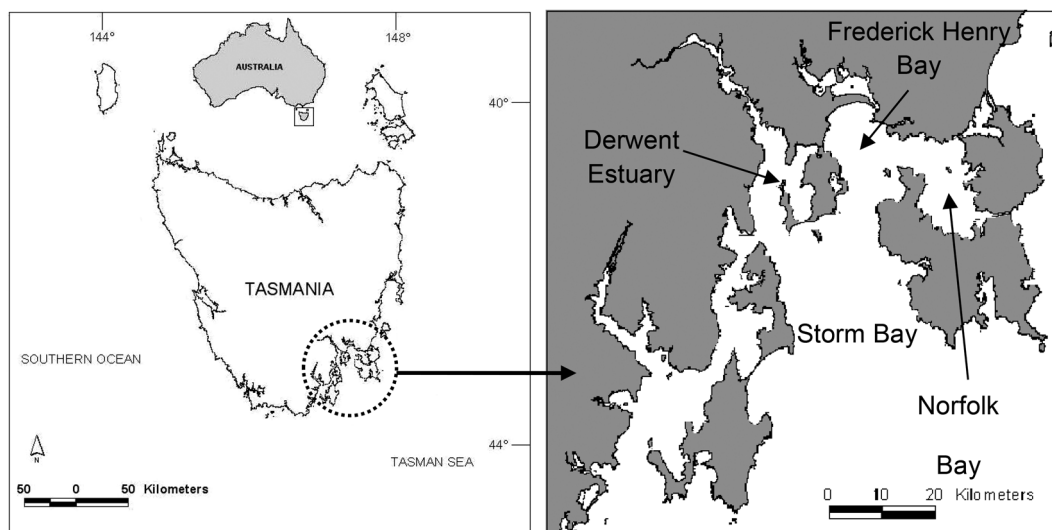 144°
148°
AUSTRALIA
40°
TASMANIA
SOUTHERN OCEAN
44°
TASMAN SEA
N
50 0 50 Kilometers
Frederick Henry
Bay
Derwent
Estuary
Storm Bay
Norfolk
Bay
0 10 20 Kilometers